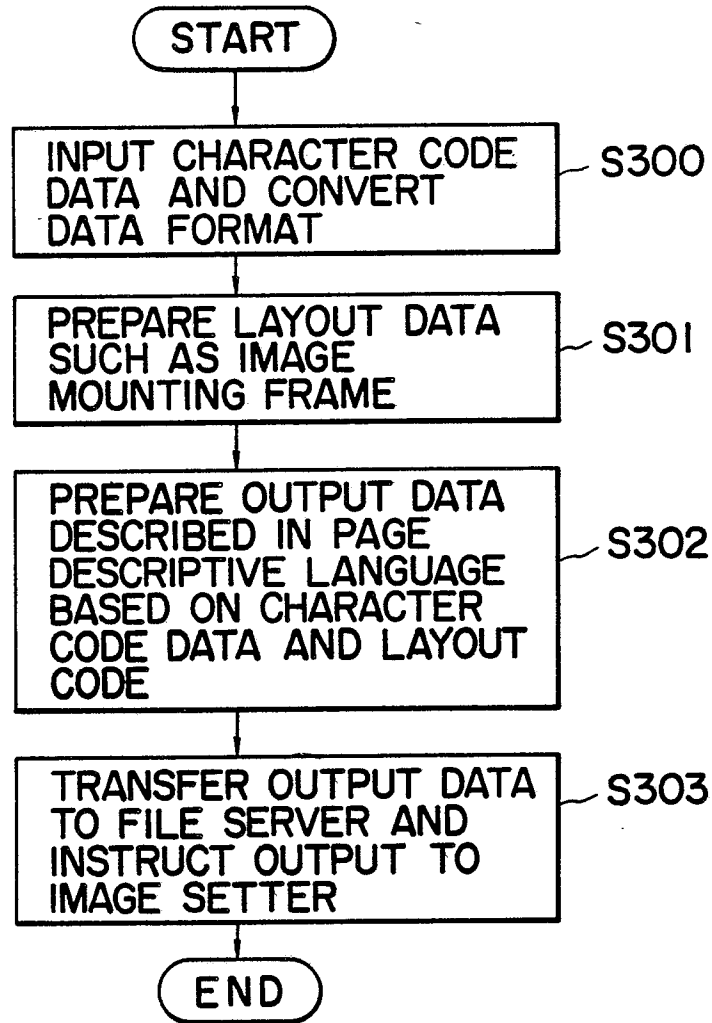 START
INPUT CHARACTER CODE
DATA AND CONVERT
DATA FORMAT
S300
PREPARE LAYOUT DATA
SUCH AS IMAGE
MOUNTING FRAME
S301
PREPARE OUTPUT DATA
DESCRIBED IN PAGE
DESCRIPTIVE LANGUAGE
BASED ON CHARACTER
CODE DATA AND LAYOUT
CODE
S302
TRANSFER OUTPUT DATA
TO FILE SERVER AND
INSTRUCT OUTPUT TO
IMAGE SETTER
S303
END